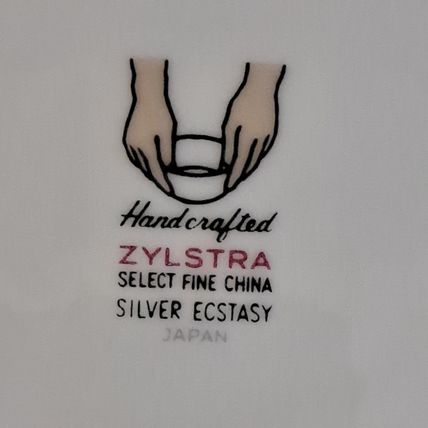 Handcrafted
ZYLSTRA
SELECT FINE CHINA
SILVER ECSTASY
JAPAN